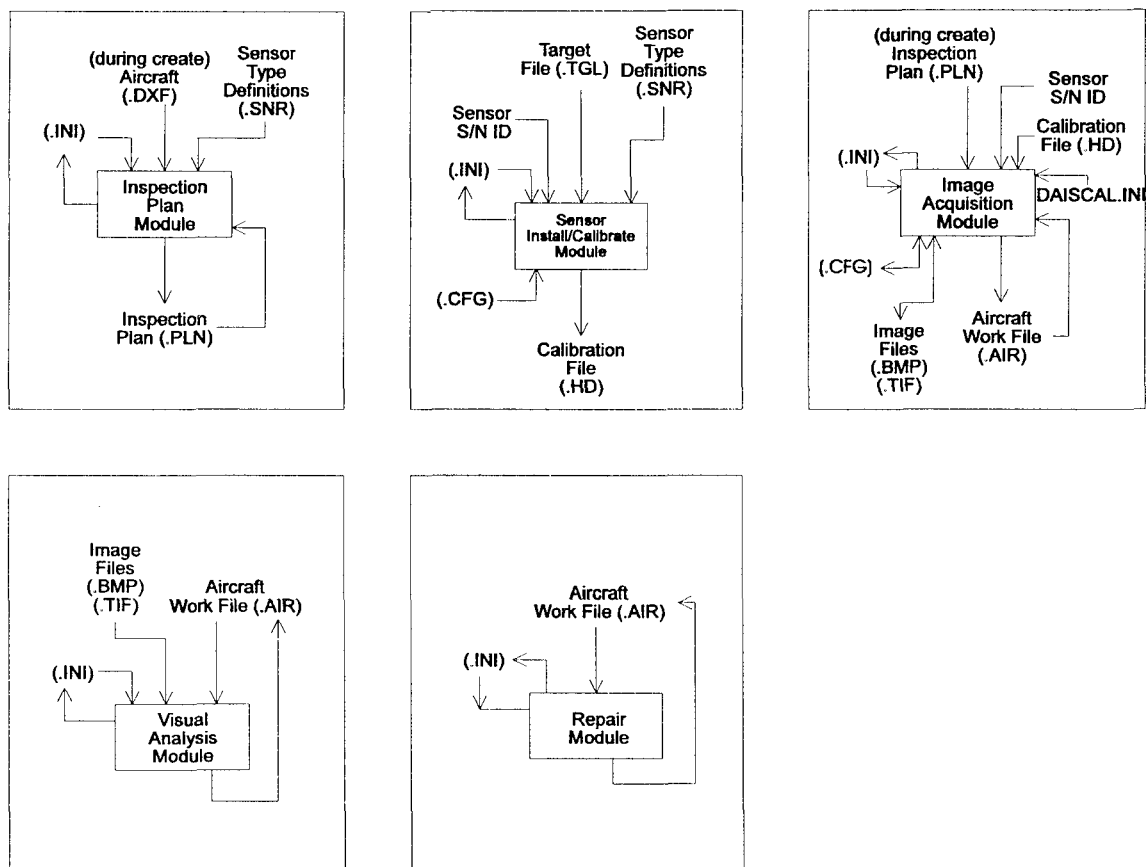 (during create)
Aircraft
(.DXF)
Sensor
Type
Definitions
(.SNR)
(.INI)
Inspection
Plan
Module
Inspection
Plan (.PLN)
Target
File (.TGL)
Sensor
Type
Definitions
(.SNR)
Sensor
S/N ID
(.INI)
Sensor
Install/Calibrate
Module
(.CFG)
Calibration
File
(.HD)
(during create)
Inspection
Plan (.PLN)
Sensor
S/N ID
Calibration
File (.HD)
(.INI)
Image
Acquisition
Module
DAISCAL.INI
(.CFG)
Image
Files
(.BMP)
(.TIF)
Aircraft
Work File
(.AIR)
Image
Files
(.BMP)
(.TIF)
Aircraft
Work File (.AIR)
(.INI)
Visual
Analysis
Module
Aircraft
Work File (.AIR)
(.INI)
Repair
Module